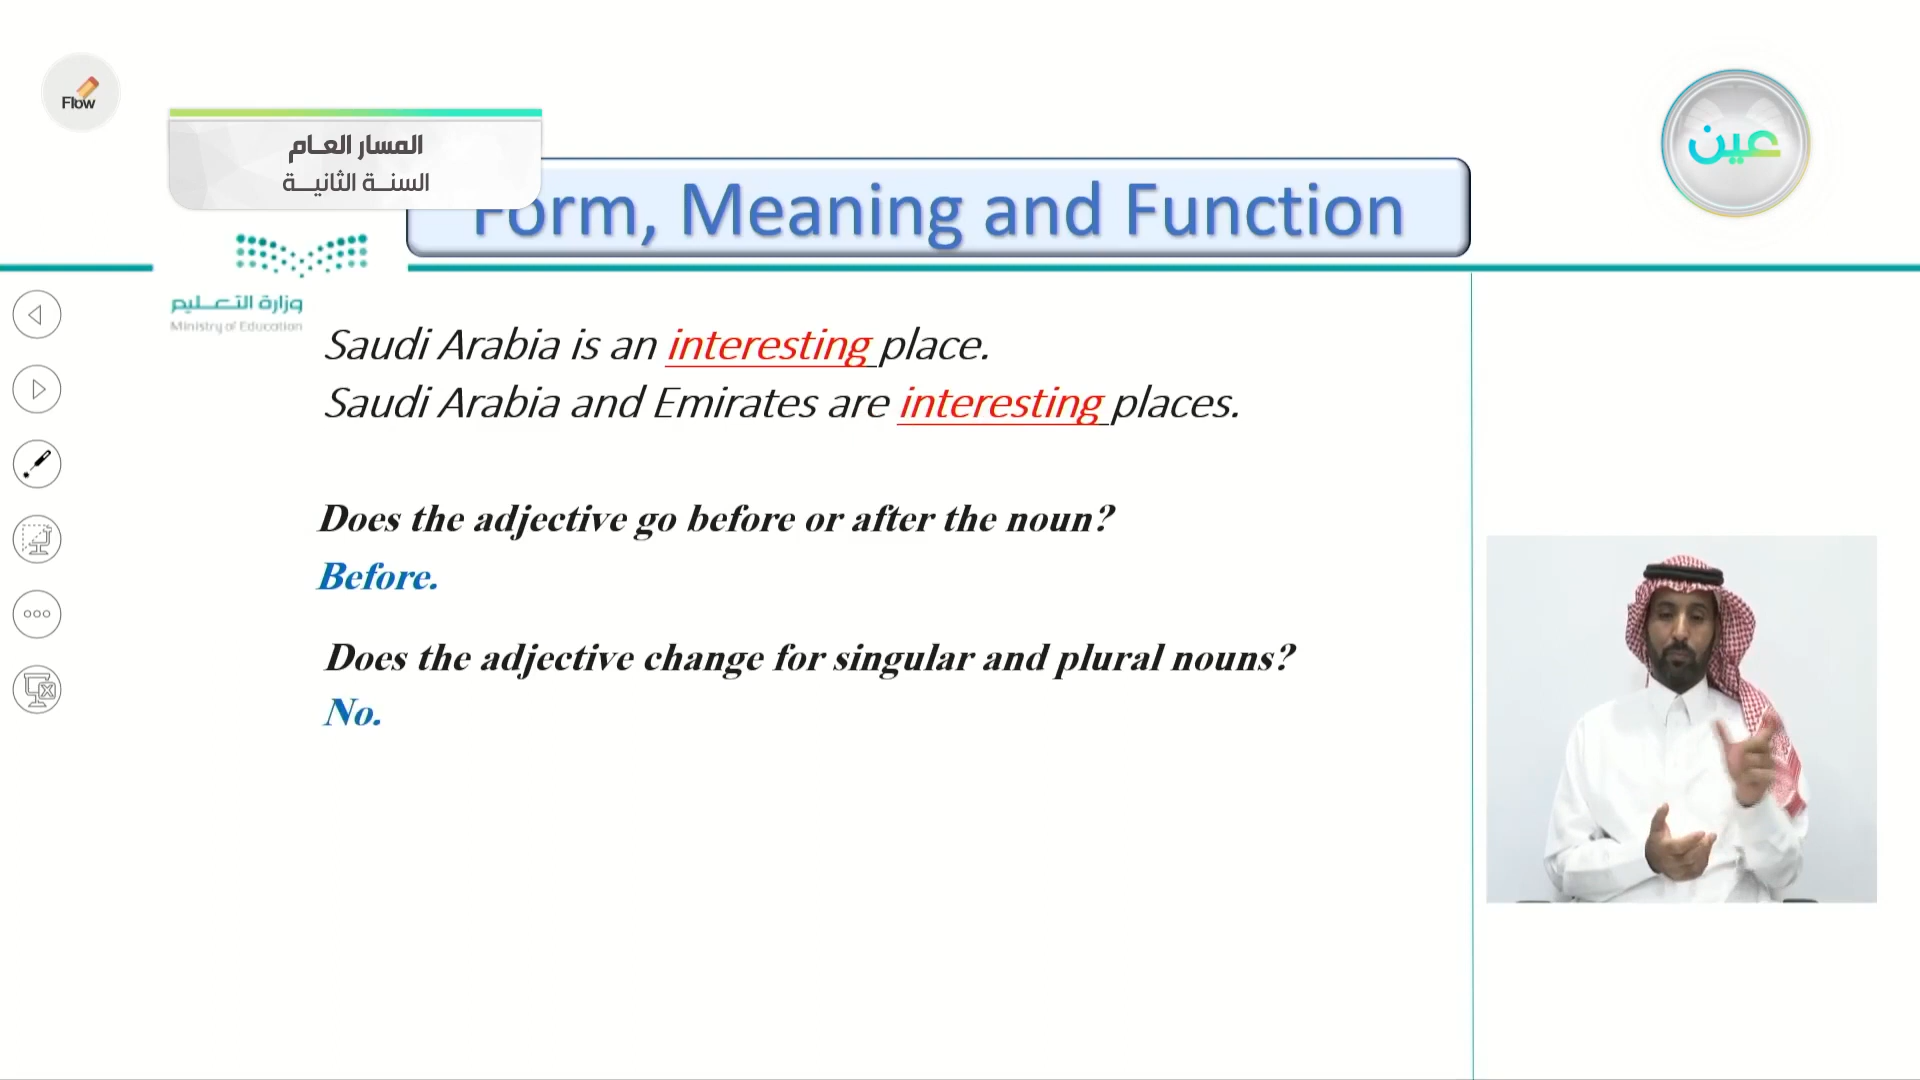 Flow
المسار العام
السنة الثانية
عين
Form, Meaning and Function
وزارة التعليم
Ministry of Education
Saudi Arabia is an interesting place.
Saudi Arabia and Emirates are interesting places.
Does the adjective go before or after the noun?
Before.
Does the adjective change for singular and plural nouns?
No.